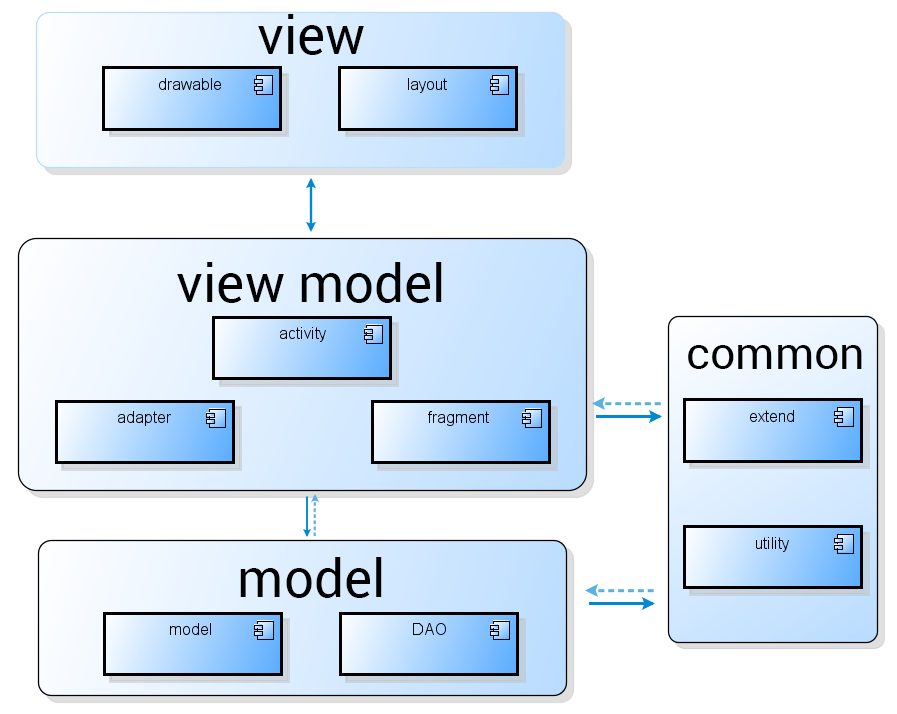 view
drawable
layout
view model
activity
adapter
fragment
common
extend
utility
model
model
DAO